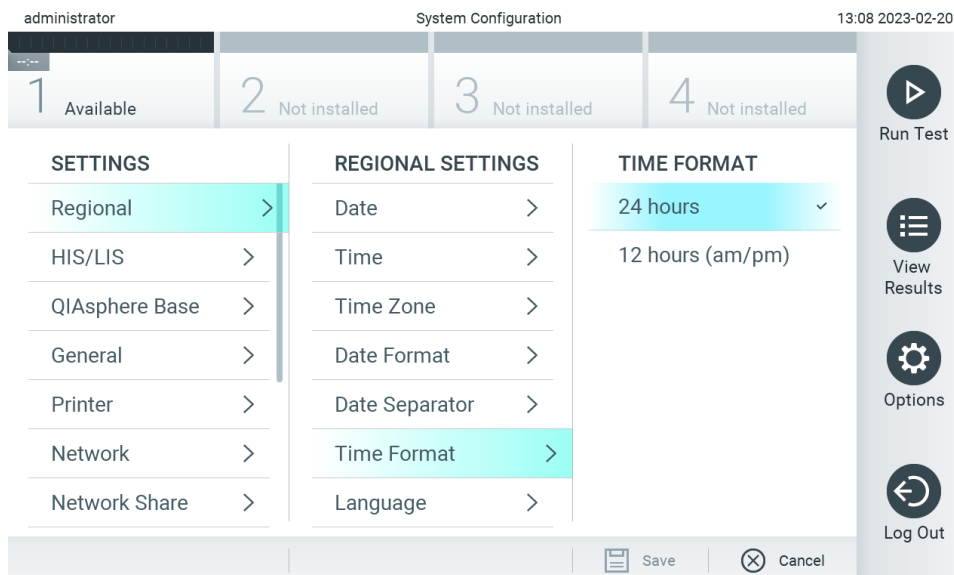 administrator System Configuration 13:08 2023-02-20
--:--
1 Available 2 Not installed 3 Not installed 4 Not installed
Run Test
SETTINGS
Regional
HIS/LIS
QIAsphere Base
General
Printer
Network
Network Share
REGIONAL SETTINGS
Date
Time
Time Zone
Date Format
Date Separator
Time Format
Language
TIME FORMAT
24 hours
12 hours (am/pm)
View
Results
Options
Log Out
Save Cancel